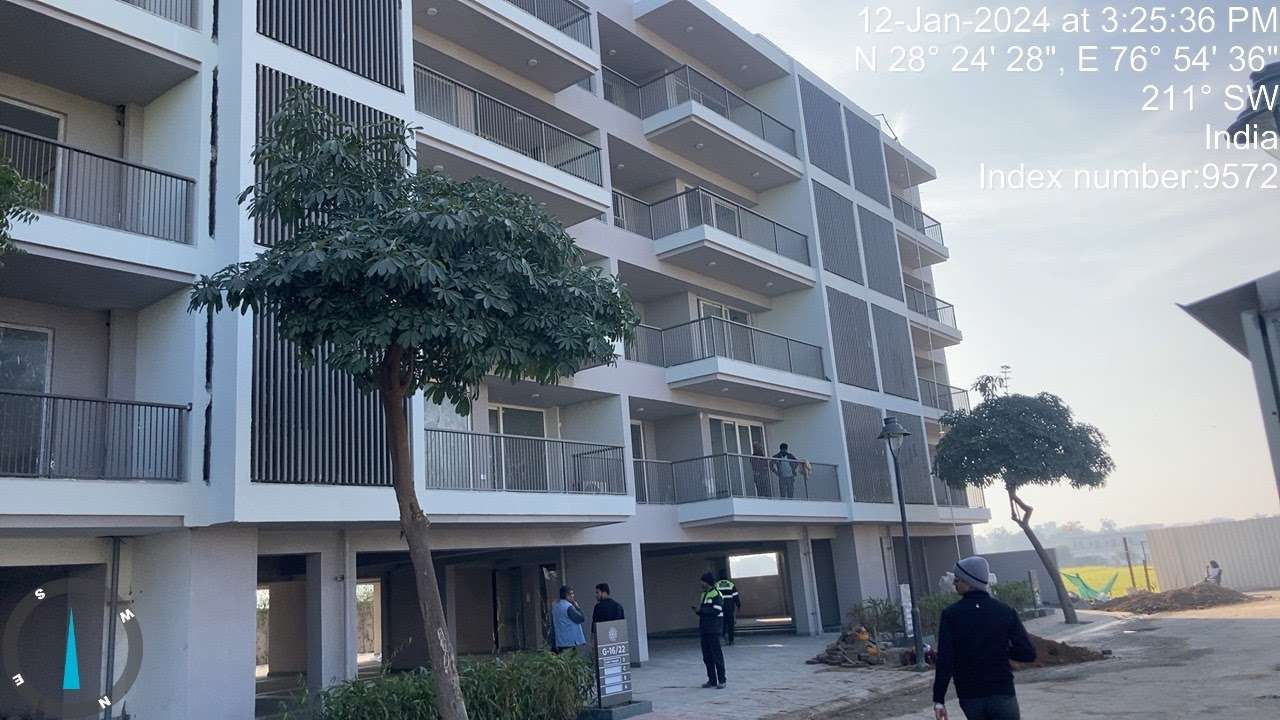 12-Jan-2024 at 3:25:36 PM
N 28° 24' 28", E 76° 54' 36"
211° SW
India
Index number:9572
S
W
E
N
G-16/22